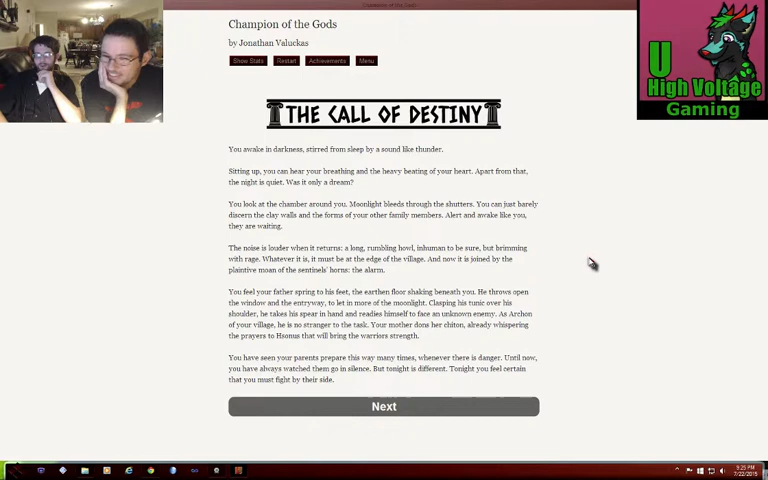 Champion of the Gods
Champion of the Gods
by Jonathan Valuckas
Show Stats Restart Achievements Menu
U
High Voltage
Gaming
THE CALL OF DESTINY
You awake in darkness, stirred from sleep by a sound like thunder.
Sitting up, you can hear your breathing and the heavy beating of your heart. Apart from that,
the night is quiet. Was it only a dream?
You look at the chamber around you. Moonlight bleeds through the shutters. You can just barely
discern the clay walls and the forms of your other family members. Alert and awake like you,
they are waiting.
The noise is louder when it returns: a long, rumbling howl, inhuman to be sure, but brimming
with rage. Whatever it is, it must be at the edge of the village. And now it is joined by the
plaintive moan of the sentinels' horns: the alarm.
You feel your father spring to his feet, the earthen floor shaking beneath you. He throws open
the window and the entryway, to let in more of the moonlight. Clasping his tunic over his
shoulder, he takes his spear in hand and readies himself to face an unknown enemy. As Archon
of your village, he is no stranger to the task. Your mother dons her chiton, already whispering
the prayers to Hsonus that will bring the warriors strength.
You have seen your parents prepare this way many times, whenever there is danger. Until now,
you have always watched them go in silence. But tonight is different. Tonight you feel certain
that you must fight by their side.
Next
9:25 PM
7/22/2015